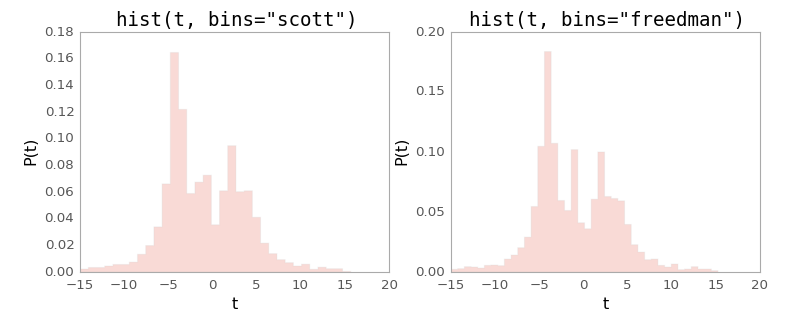 hist(t, bins="scott")
0.18
0.16
0.14
0.12
0.10
0.08
0.06
0.04
0.02
0.00
P(t)
−15 −10 −5 0 5 10 15 20
t
hist(t, bins="freedman")
0.20
0.15
0.10
0.05
0.00
P(t)
−15 −10 −5 0 5 10 15 20
t